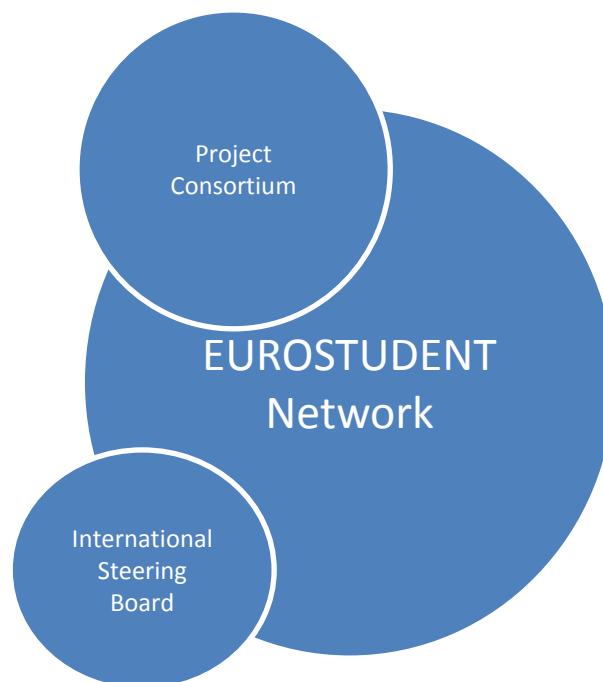 Project
Consortium
EUROSTUDENT
Network
International
Steering
Board